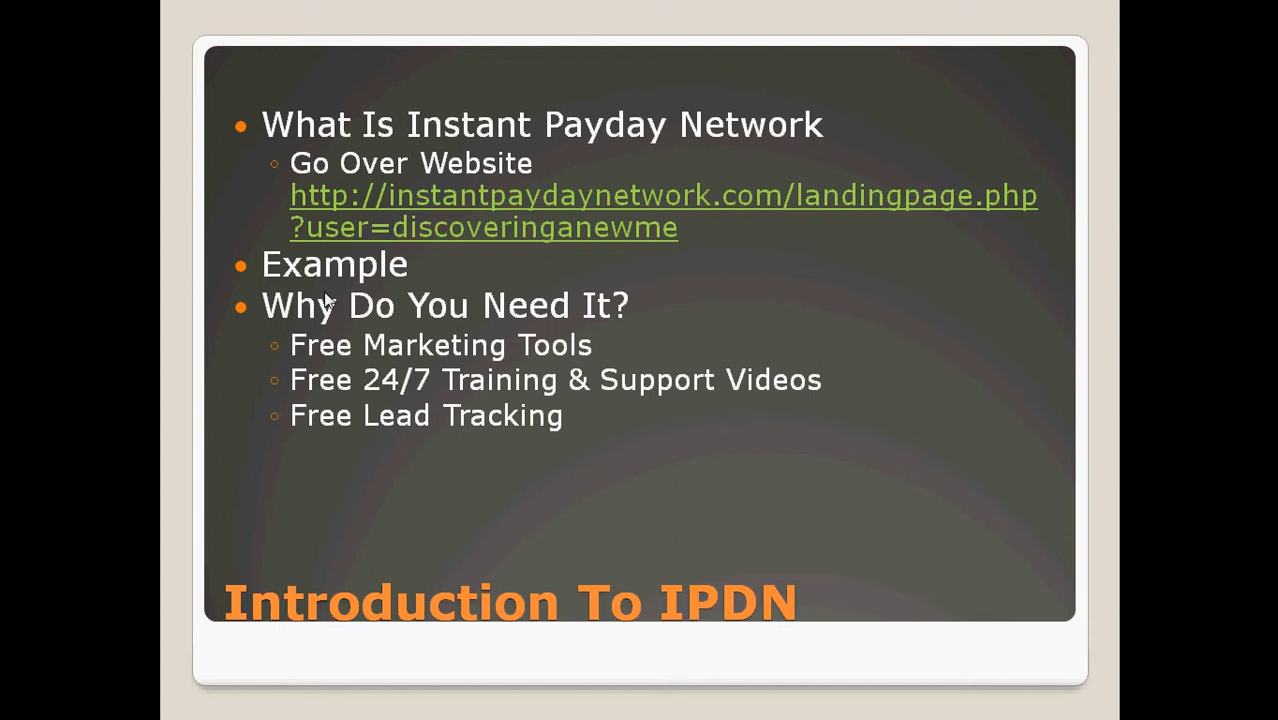 What Is Instant Payday Network
Go Over Website
http://instantpaydaynetwork.com/landingpage.php
?user=discoveringanewme
Example
Why Do You Need It?
Free Marketing Tools
Free 24/7 Training & Support Videos
Free Lead Tracking
Introduction To IPDN